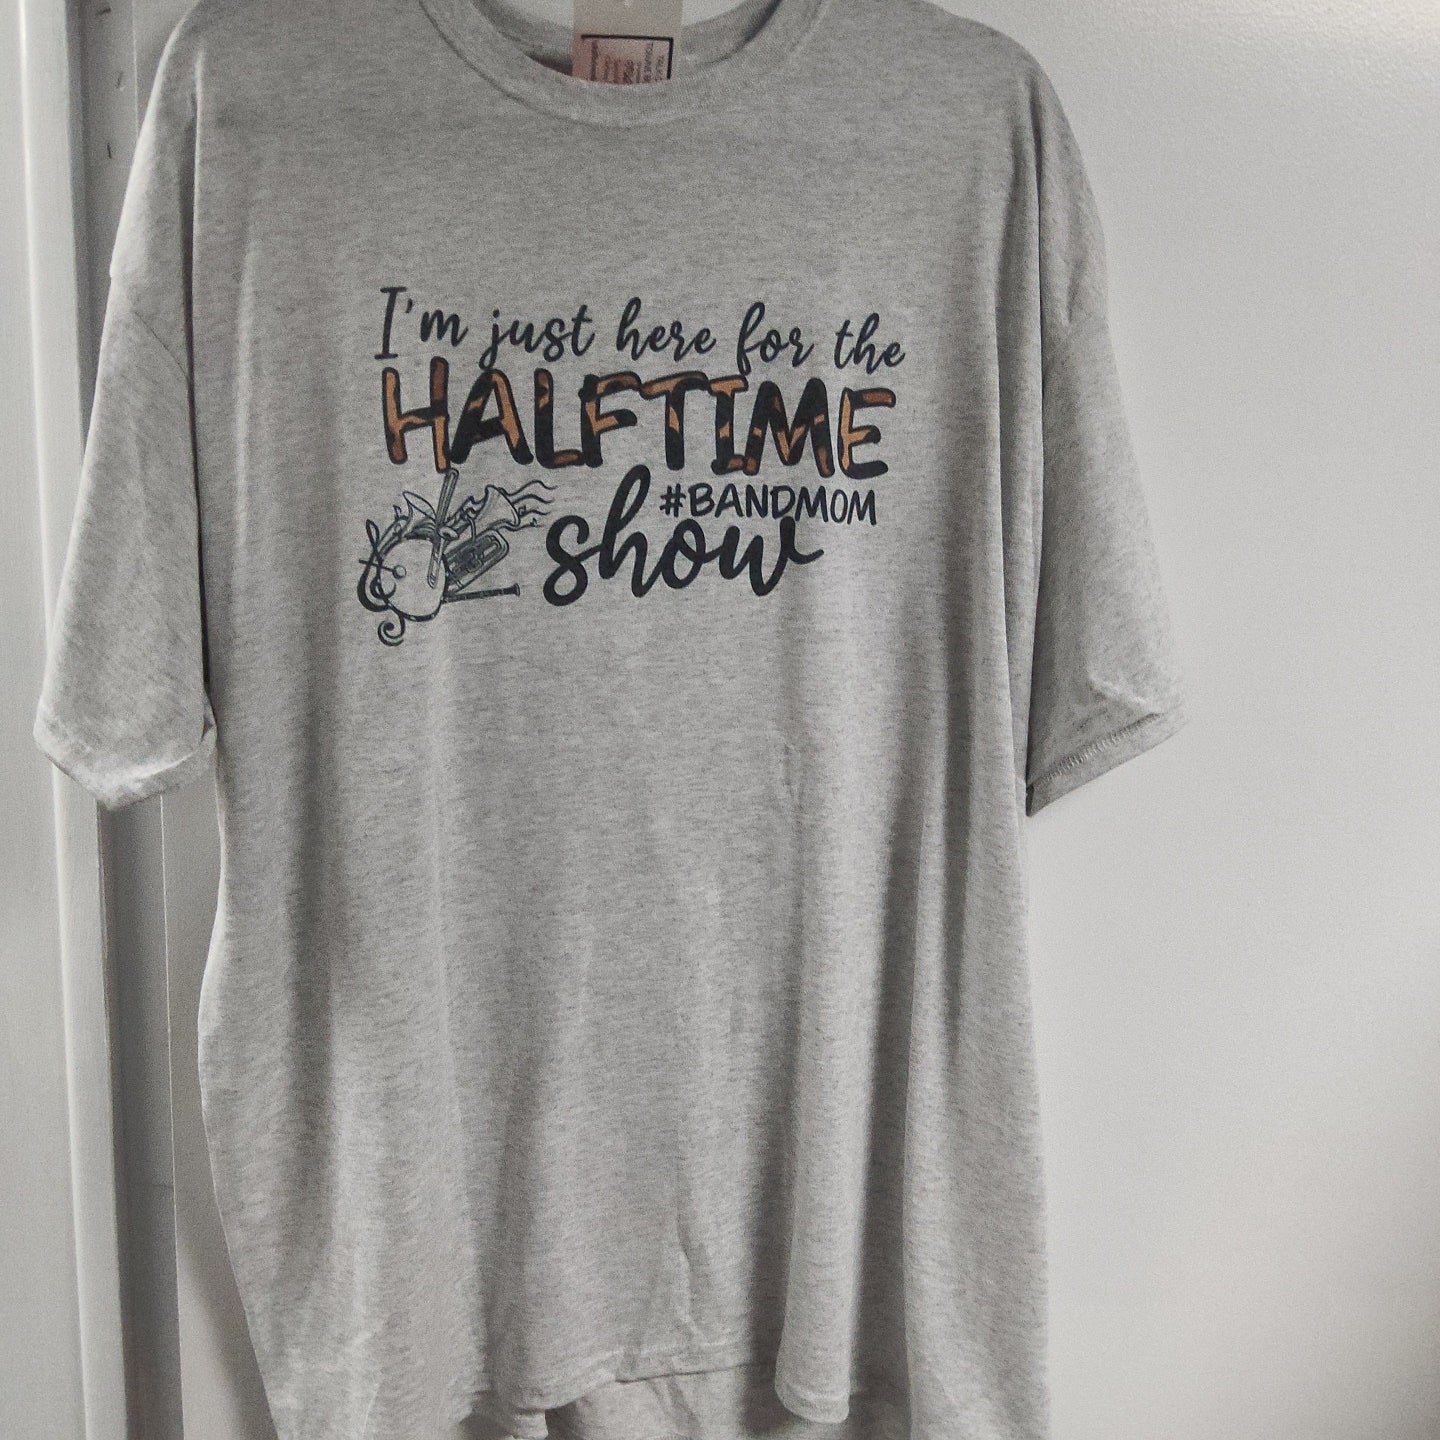 I'm just here for the
HALFTIME
#BANDMOM
show